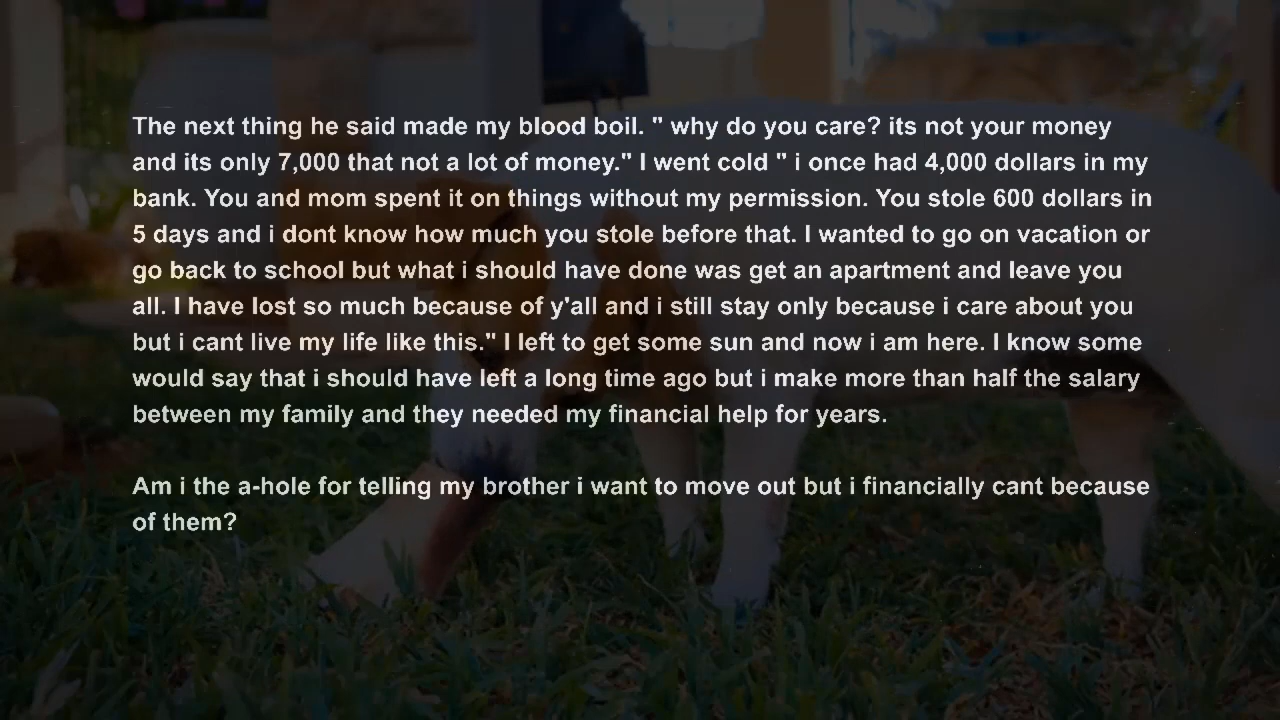 The next thing he said made my blood boil. " why do you care? its not your money
and its only 7,000 that not a lot of money." I went cold " i once had 4,000 dollars in my
bank. You and mom spent it on things without my permission. You stole 600 dollars in
5 days and i dont know how much you stole before that. I wanted to go on vacation or
go back to school but what i should have done was get an apartment and leave you
all. I have lost so much because of y'all and i still stay only because i care about you
but i cant live my life like this." I left to get some sun and now i am here. I know some
would say that i should have left a long time ago but i make more than half the salary
between my family and they needed my financial help for years.
Am i the a-hole for telling my brother i want to move out but i financially cant because
of them?